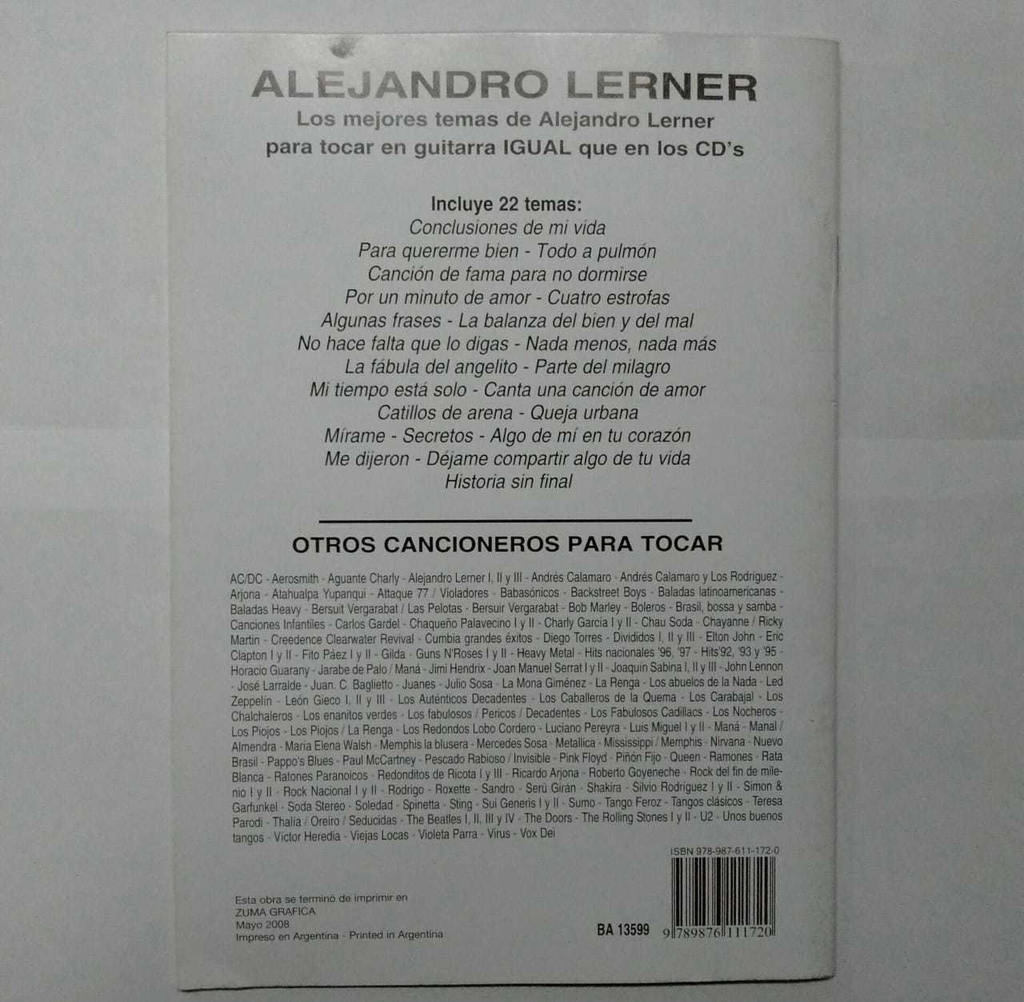 ALEJANDRO LERNER
Los mejores temas de Alejandro Lerner
para tocar en guitarra IGUAL que en los CD's
Incluye 22 temas:
Conclusiones de mi vida
Para quererme bien - Todo a pulmón
Canción de fama para no dormirse
Por un minuto de amor - Cuatro estrofas
Algunas frases - La balanza del bien y del mal
No hace falta que lo digas - Nada menos, nada más
La fábula del angelito - Parte del milagro
Mi tiempo está solo - Canta una canción de amor
Catillos de arena - Queja urbana
Mírame - Secretos - Algo de mí en tu corazón
Me dijeron - Déjame compartir algo de tu vida
Historia sin final
OTROS CANCIONEROS PARA TOCAR
AC/DC - Aerosmith - Aguante Charly - Alejandro Lerner I, II y III - Andrés Calamaro - Andrés Calamaro y Los Rodríguez -
Arjona - Atahualpa Yupanqui - Attaque 77 / Violadores - Babasónicos - Backstreet Boys - Baladas latinoamericanas -
Baladas Heavy - Bersuit Vergarabat / Las Pelotas - Bersuir Vergarabat - Bob Marley - Boleros - Brasil, bossa y samba -
Canciones Infantiles - Carlos Gardel - Chaqueño Palavecino I y II - Charly García I y II - Chau Soda - Chayanne / Ricky
Martin - Creedence Clearwater Revival - Cumbia grandes éxitos - Diego Torres - Divididos I, II y III - Elton John - Eric
Clapton I y II - Fito Páez I y II - Gilda - Guns N'Roses I y II - Heavy Metal - Hits nacionales '96, '97 - Hits'92, '93 y '95 -
Horacio Guarany - Jarabe de Palo / Maná - Jimi Hendrix - Joan Manuel Serrat I y II - Joaquín Sabina I, II y III - John Lennon
- José Larralde - Juan. C. Baglietto - Juanes - Julio Sosa - La Mona Giménez - La Renga - Los abuelos de la Nada - Led
Zeppelín - León Gieco I, II y III - Los Auténticos Decadentes - Los Caballeros de la Quema - Los Carabajal - Los
Chalchaleros - Los enanitos verdes - Los fabulosos / Pericos / Decadentes - Los Fabulosos Cadillacs - Los Nocheros -
Los Piojos - Los Piojos / La Renga - Los Redondos Lobo Cordero - Luciano Pereyra - Luis Miguel I y II - Maná - Manal /
Almendra - María Elena Walsh - Memphis la blusera - Mercedes Sosa - Metallica - Mississippi / Memphis - Nirvana - Nuevo
Brasil - Pappo's Blues - Paul McCartney - Pescado Rabioso / Invisible - Pink Floyd - Piñón Fijo - Queen - Ramones - Rata
Blanca - Ratones Paranoicos - Redonditos de Ricota I y III - Ricardo Arjona - Roberto Goyeneche - Rock del fin de mile-
nio I y II - Rock Nacional I y II - Rodrigo - Roxette - Sandro - Serú Girán - Shakira - Silvio Rodríguez I y II - Simon &
Garfunkel - Soda Stereo - Soledad - Spinetta - Sting - Sui Generis I y II - Sumo - Tango Feroz - Tangos clásicos - Teresa
Parodi - Thalía / Oreiro / Seducidas - The Beatles I, II, III y IV - The Doors - The Rolling Stones I y II - U2 - Unos buenos
tangos - Víctor Heredia - Viejas Locas - Violeta Parra - Virus - Vox Dei
ISBN 978-987-611-172-0
Esta obra se terminó de imprimir en
ZUMA GRAFICA
Mayo 2008
Impreso en Argentina - Printed in Argentina
BA 13599
9 789876 111720